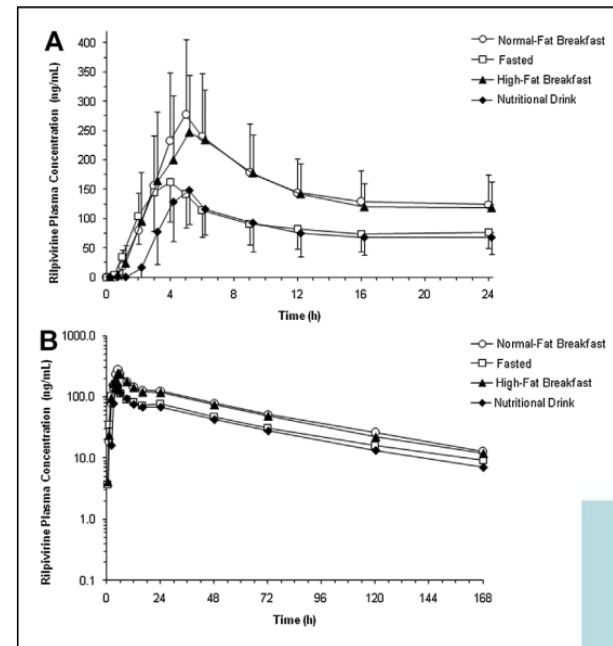 A
Rilpivirine Plasma Concentration (ng/mL)
400
350
300
250
200
150
100
50
0
0 4 8 12 16 20 24
Time (h)
Normal-Fat Breakfast
Fasted
High-Fat Breakfast
Nutritional Drink
B
Rilpivirine Plasma Concentration (ng/mL)
1000.0
100.0
10.0
1.0
0.1
0 24 48 72 96 120 144 168
Time (h)
Normal-Fat Breakfast
Fasted
High-Fat Breakfast
Nutritional Drink